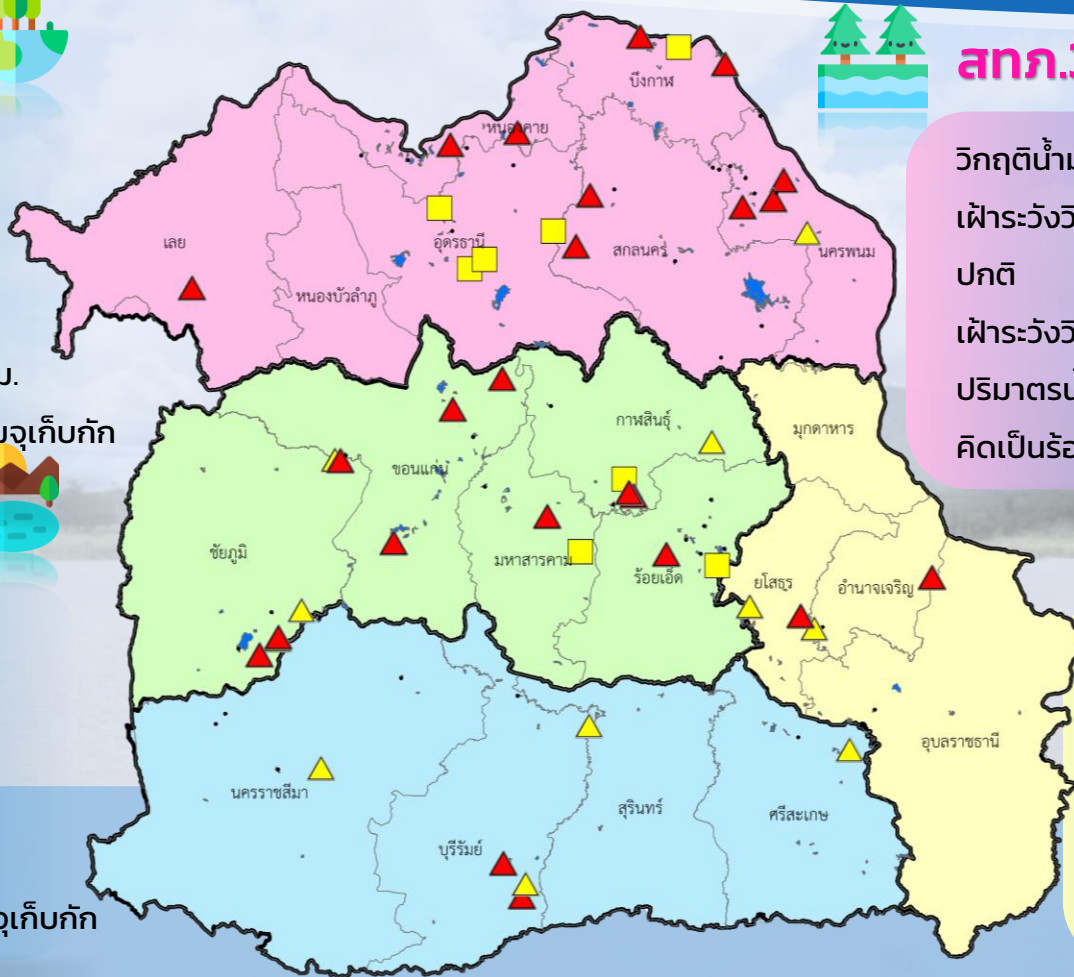 สทภ.3
วิกฤติน้ำม
เฝ้าระวังวิ
ปกติ
เฝ้าระวังวิ
ปริมาตรน้
คิดเป็นร้อ
ม.
มจุเก็บกัก
จุเก็บกัก
บึงกาฬ
หนองคาย
เลย
อุดรธานี
สกลนคร
นครพนม
หนองบัวลำภู
กาฬสินธุ์
มุกดาหาร
ขอนแก่น
ชัยภูมิ
มหาสารคาม
ร้อยเอ็ด
ยโสธร
อำนาจเจริญ
อุบลราชธานี
นครราชสีมา
บุรีรัมย์
สุรินทร์
ศรีสะเกษ